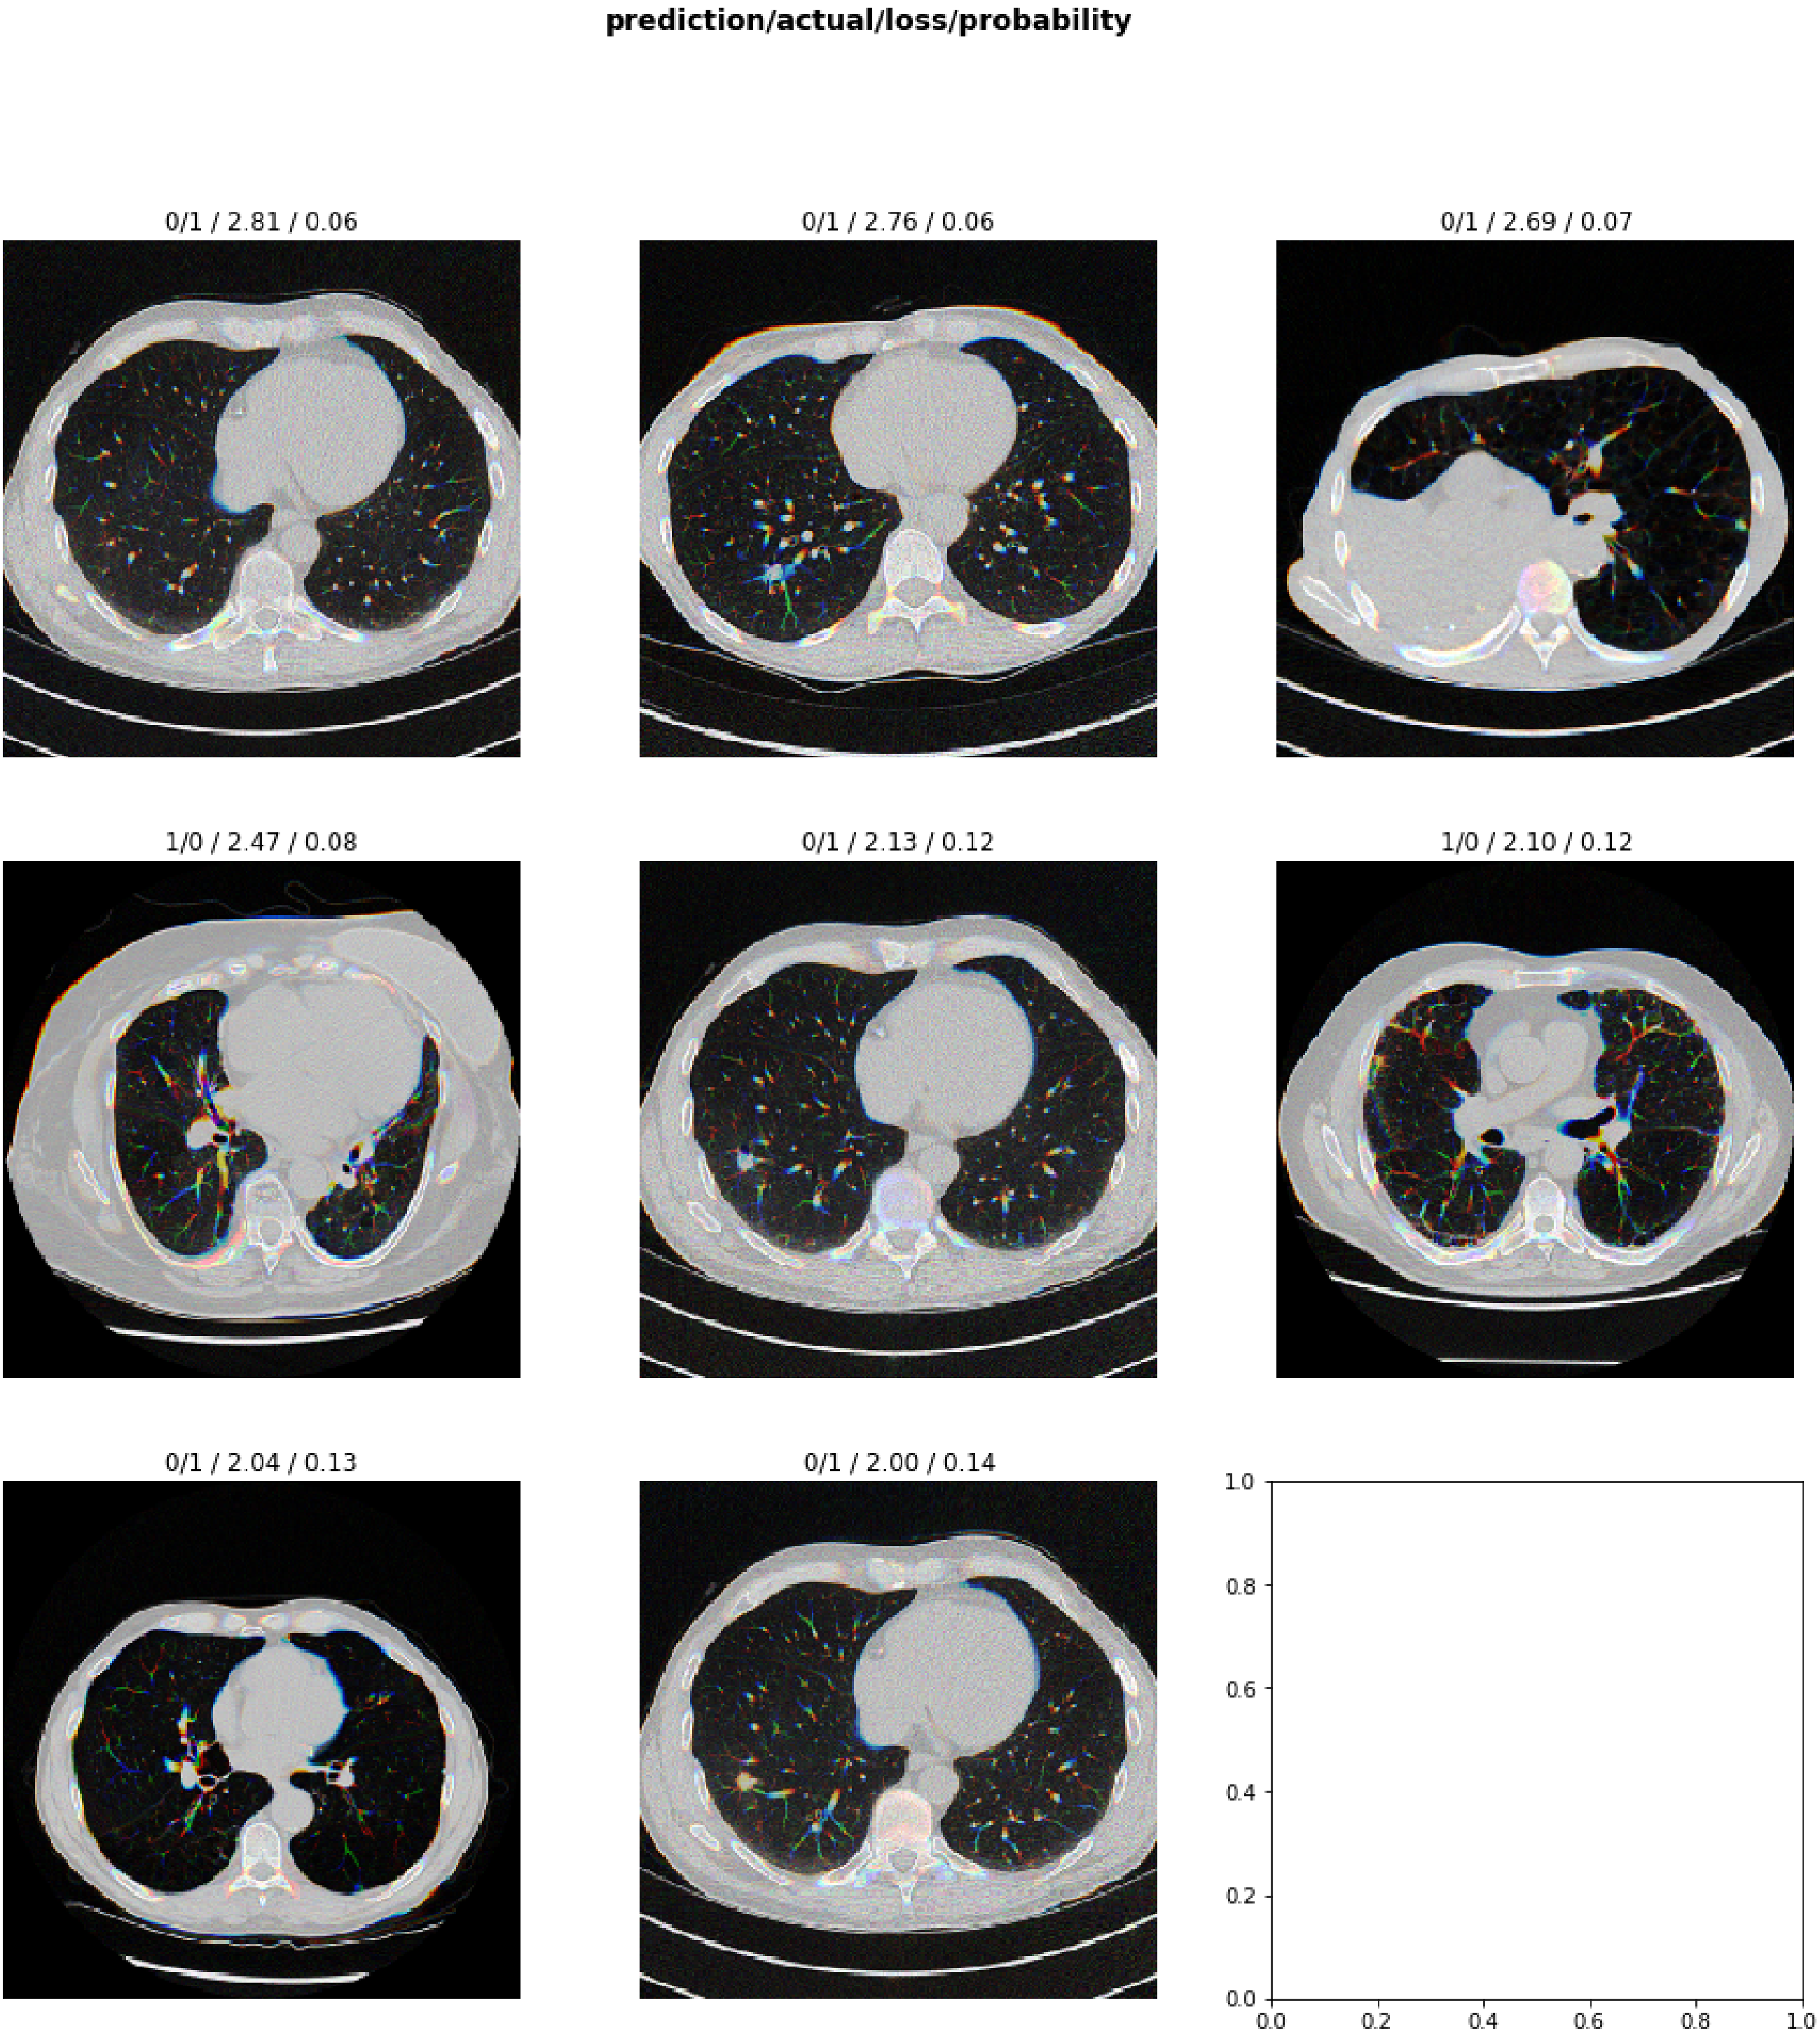 prediction/actual/loss/probability
0/1 / 2.81 / 0.06
0/1 / 2.76 / 0.06
0/1 / 2.69 / 0.07
1/0 / 2.47 / 0.08
0/1 / 2.13 / 0.12
1/0 / 2.10 / 0.12
0/1 / 2.04 / 0.13
0/1 / 2.00 / 0.14
1.0
0.8
0.6
0.4
0.2
0.0
0.0 0.2 0.4 0.6 0.8 1.0